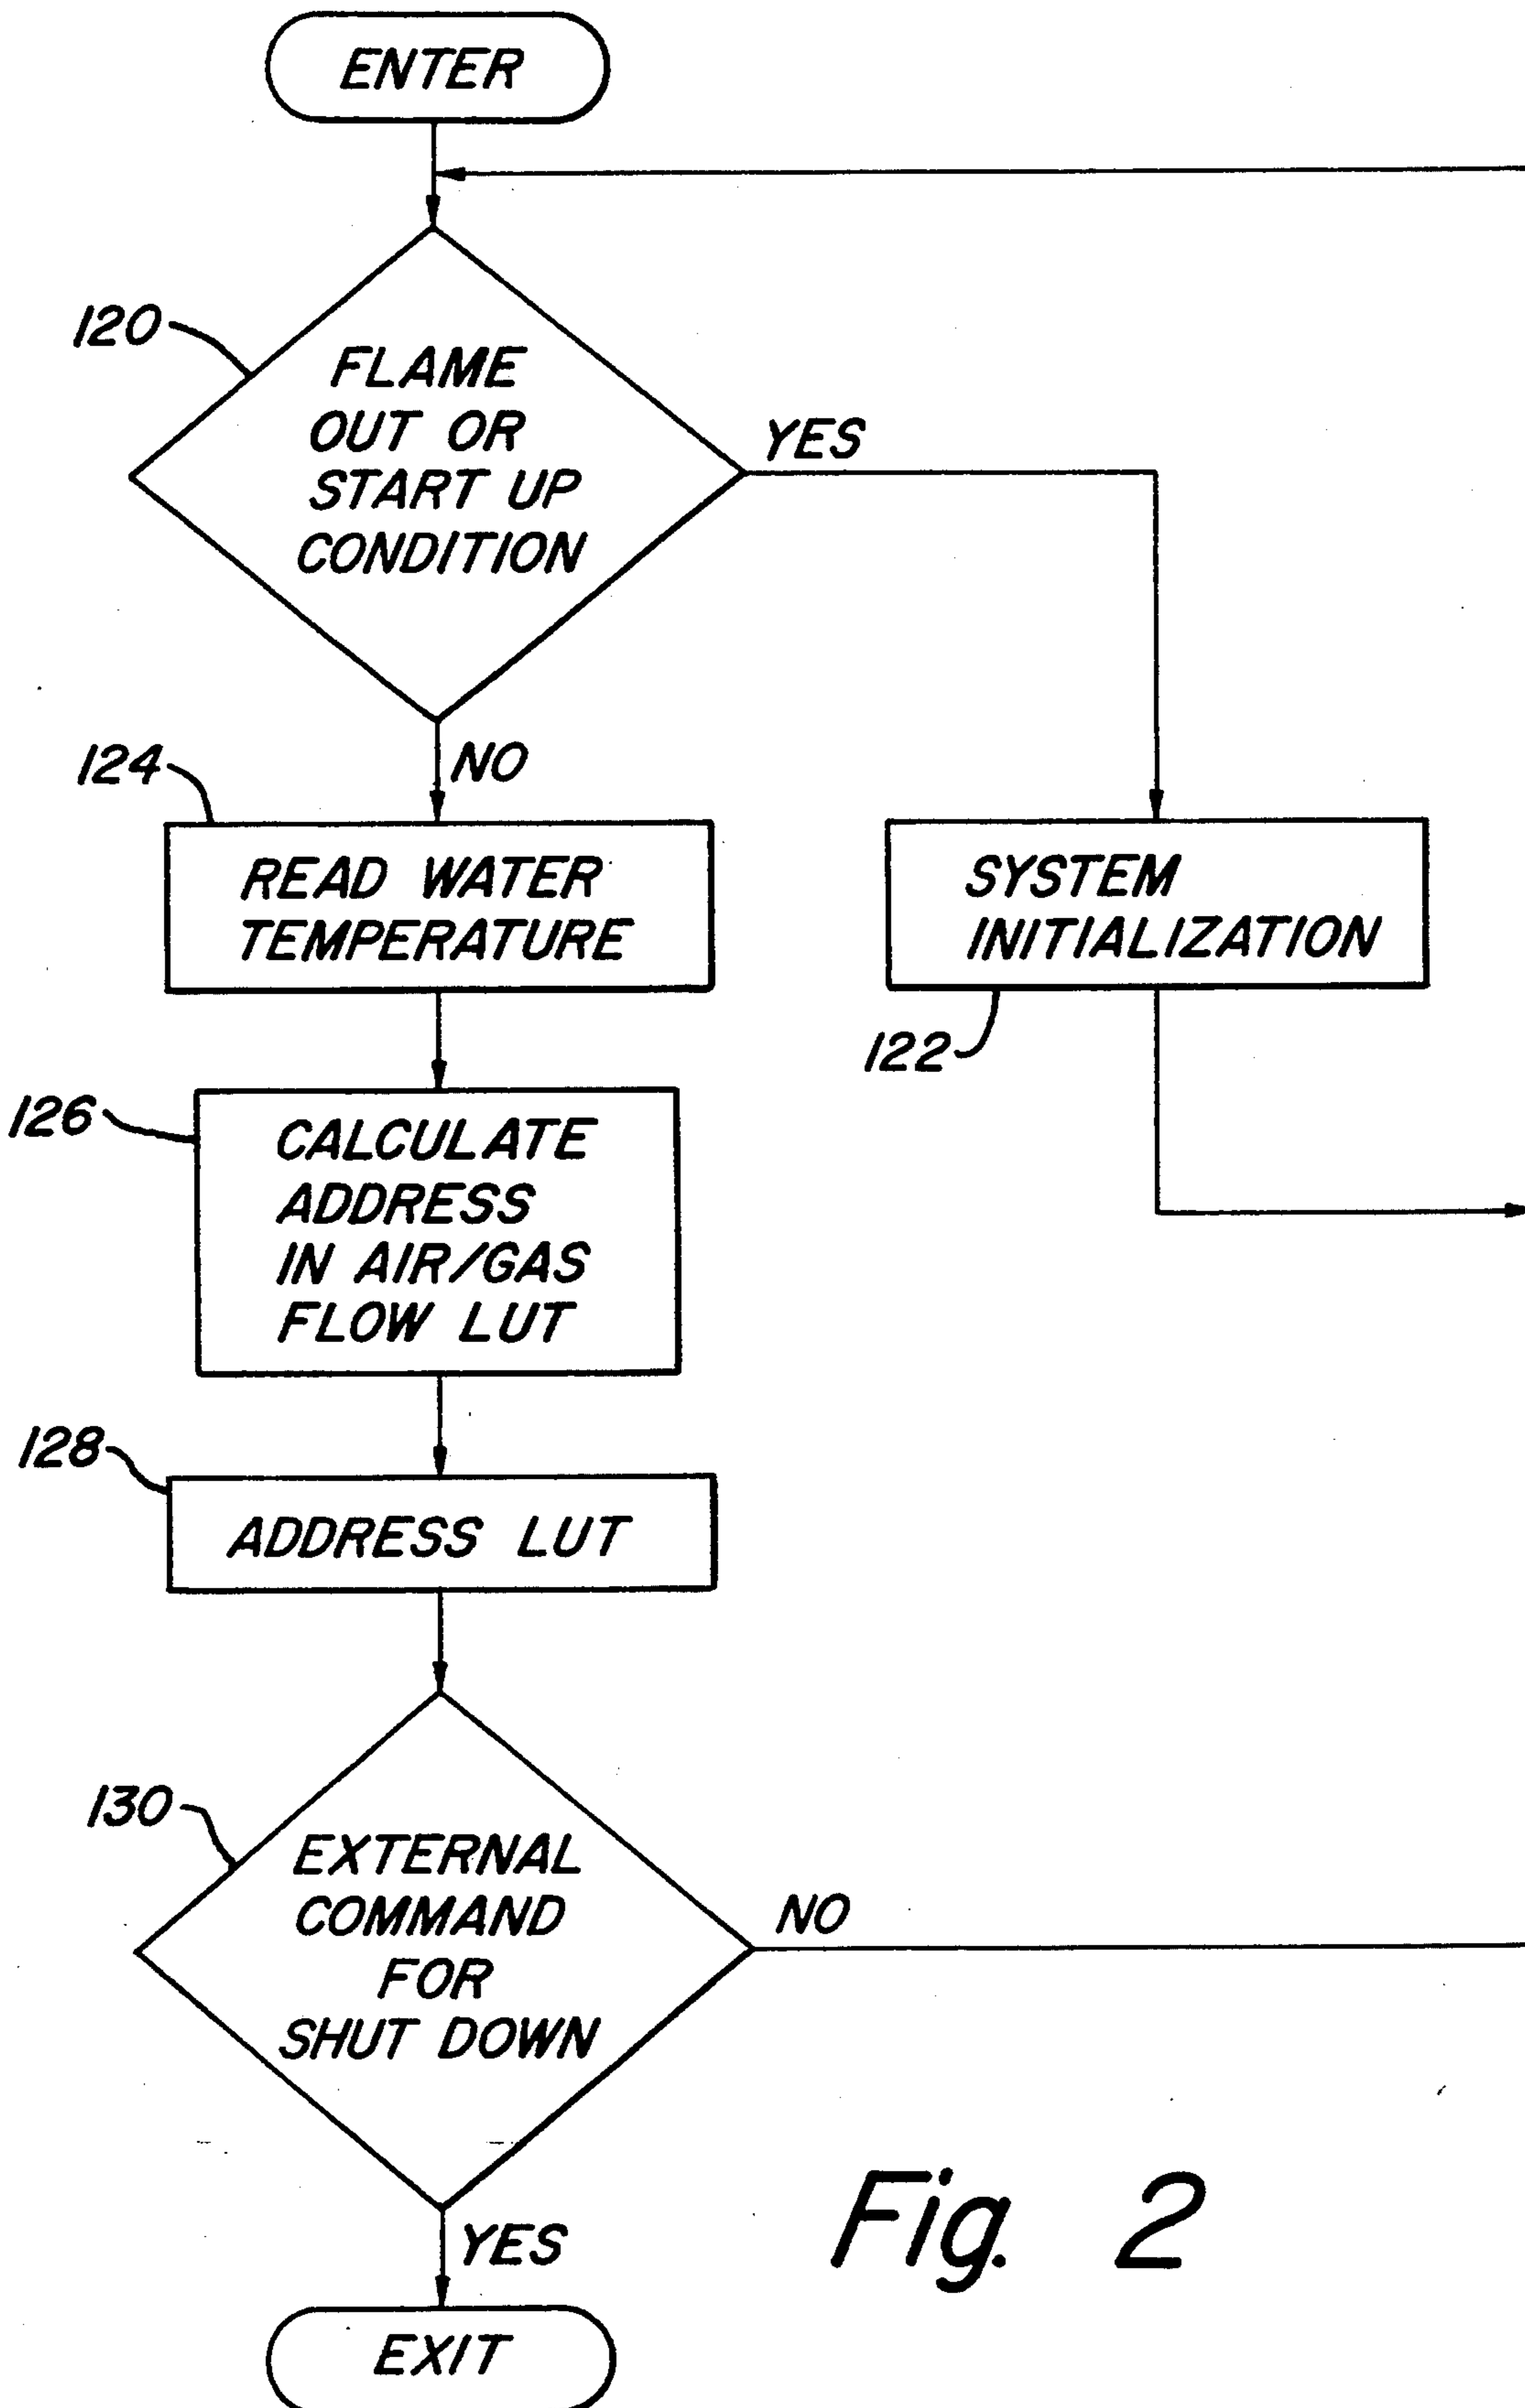 ENTER
120
FLAME
OUT OR
START UP
CONDITION
YES
NO
124
READ WATER
TEMPERATURE
SYSTEM
INITIALIZATION
122
126
CALCULATE
ADDRESS
IN AIR/GAS
FLOW LUT
128
ADDRESS LUT
130
EXTERNAL
COMMAND
FOR
SHUT DOWN
NO
YES
EXIT
Fig. 2